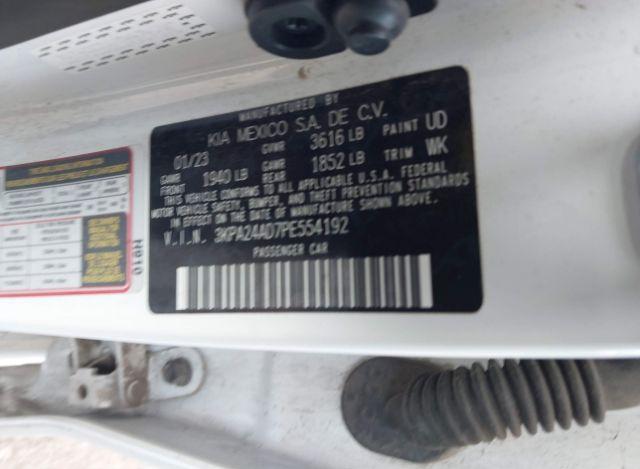 MANUFACTURED BY
KIA MEXICO S.A. DE C.V.
01/23 GVWR 3616 LB PAINT UD
GAWR FRONT 1940 LB GAWR REAR 1852 LB TRIM WK
THIS VEHICLE CONFORMS TO ALL APPLICABLE U.S.A. FEDERAL
MOTOR VEHICLE SAFETY, BUMPER, AND THEFT PREVENTION STANDARDS
IN EFFECT ON THE DATE OF MANUFACTURE SHOWN ABOVE.
V.I.N. 3KPA24AD7PE554192
PASSENGER CAR
H910